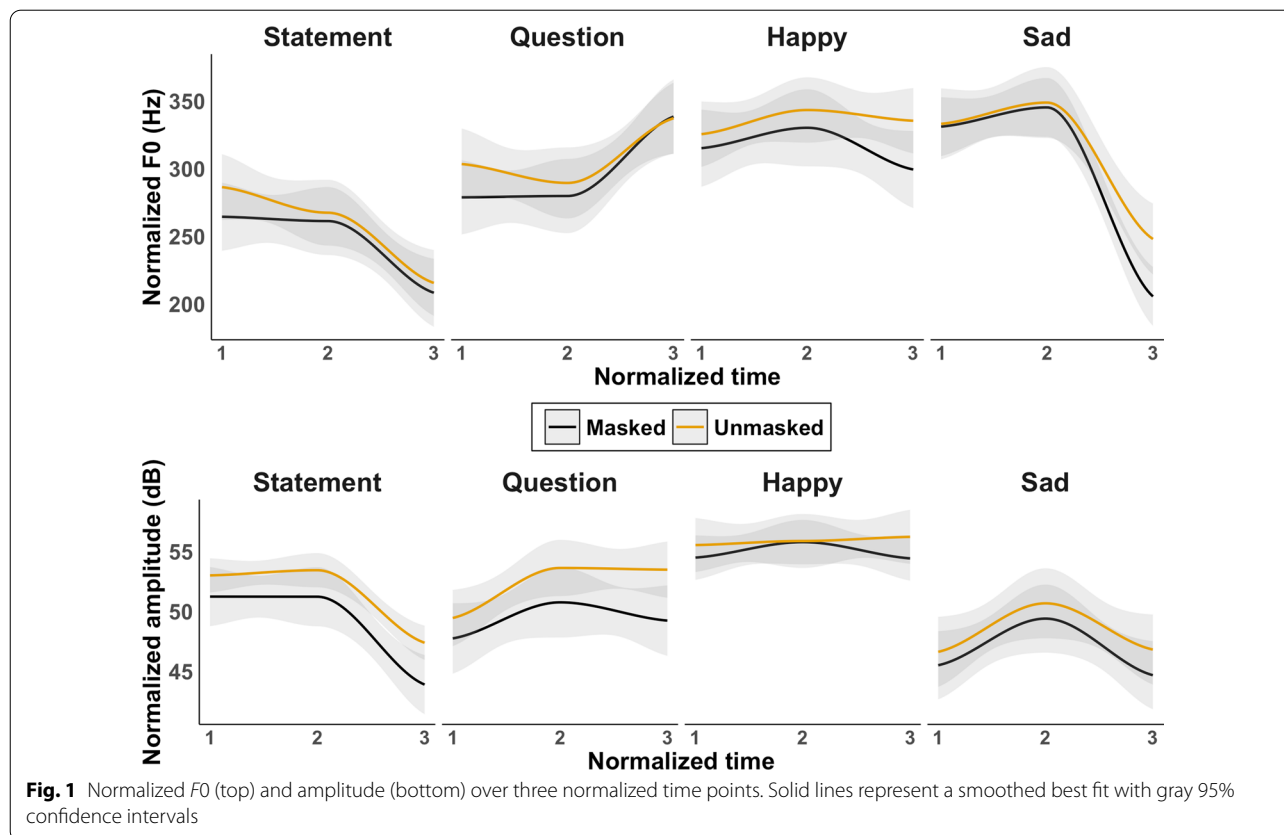 Statement Question Happy Sad
Normalized F0 (Hz)
350
300
250
200
1 2 3 1 2 3 1 2 3 1 2 3
Normalized time
Masked Unmasked
Statement Question Happy Sad
Normalized amplitude (dB)
55
50
45
1 2 3 1 2 3 1 2 3 1 2 3
Normalized time
Fig. 1 Normalized F0 (top) and amplitude (bottom) over three normalized time points. Solid lines represent a smoothed best fit with gray 95%
confidence intervals